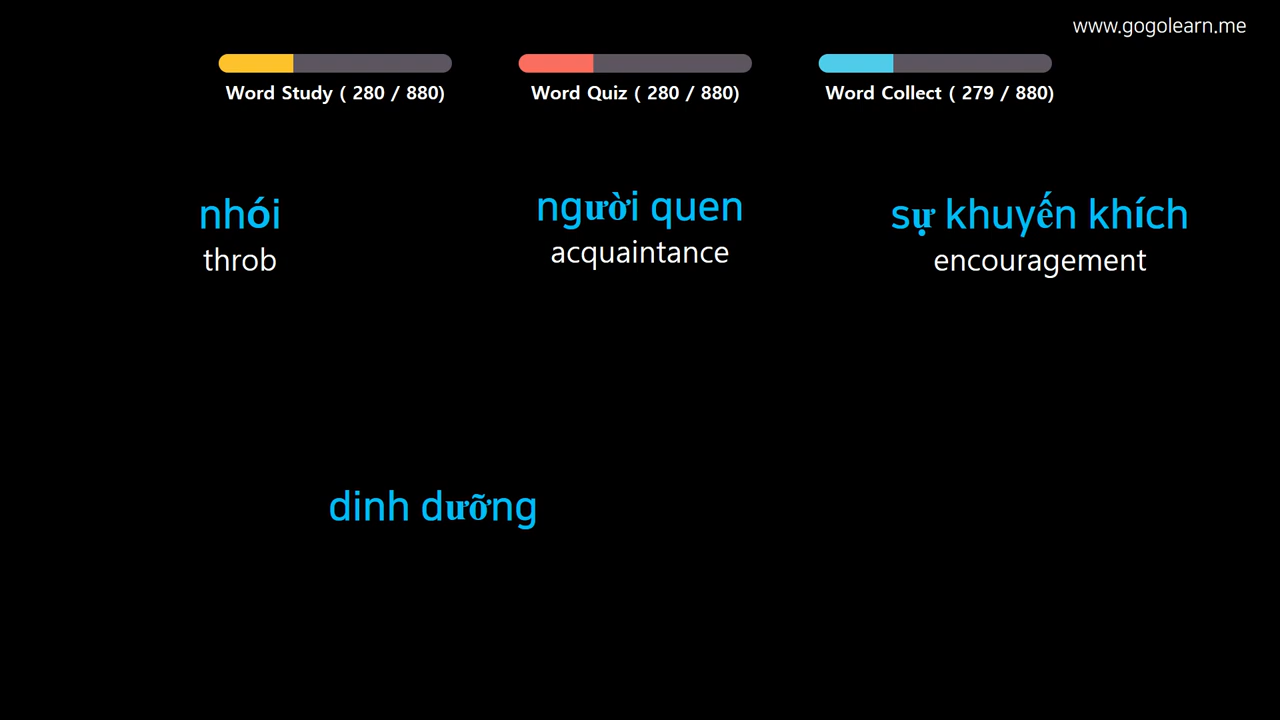 www.gogolearn.me
Word Study ( 280 / 880)
Word Quiz ( 280 / 880)
Word Collect ( 279 / 880)
nhói
throb
người quen
acquaintance
sự khuyến khích
encouragement
dinh dưỡng